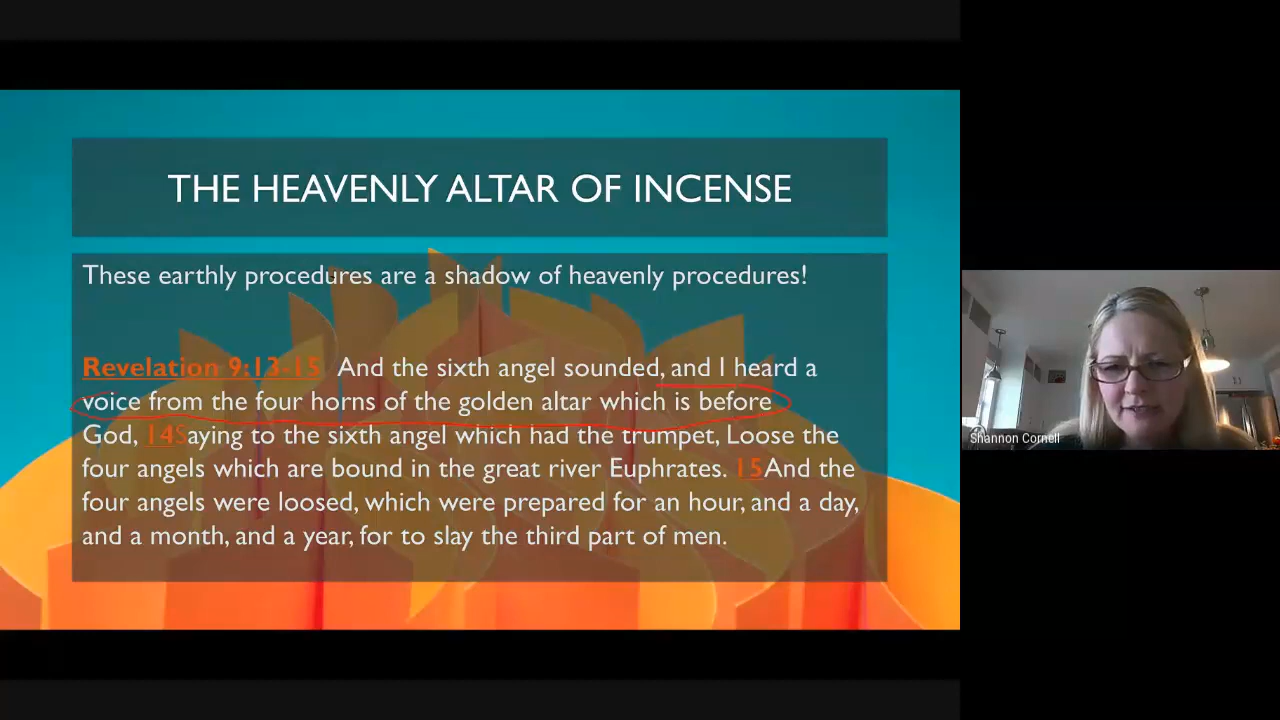 THE HEAVENLY ALTAR OF INCENSE
These earthly procedures are a shadow of heavenly procedures!
Revelation 9:13-15 And the sixth angel sounded, and I heard a
voice from the four horns of the golden altar which is before
God, 14Saying to the sixth angel which had the trumpet, Loose the
four angels which are bound in the great river Euphrates. 15And the
four angels were loosed, which were prepared for an hour, and a day,
and a month, and a year, for to slay the third part of men.
Shannon Cornell